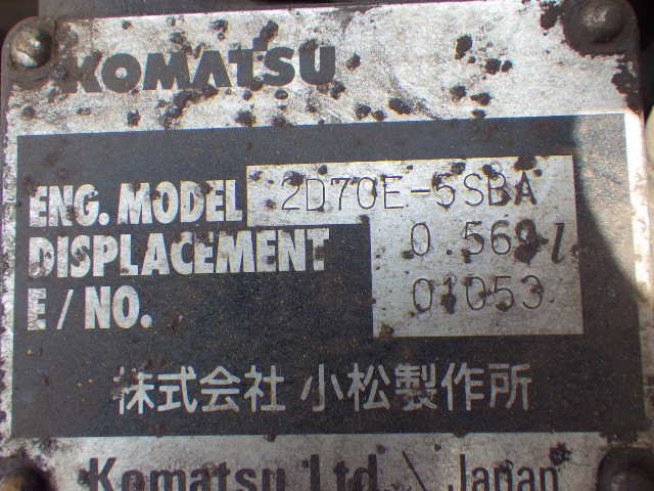 KOMATSU
ENG. MODEL 2D70E-5SBA
DISPLACEMENT 0.569 l
E / NO. 01053
株式会社 小松製作所
Komatsu Ltd. Japan